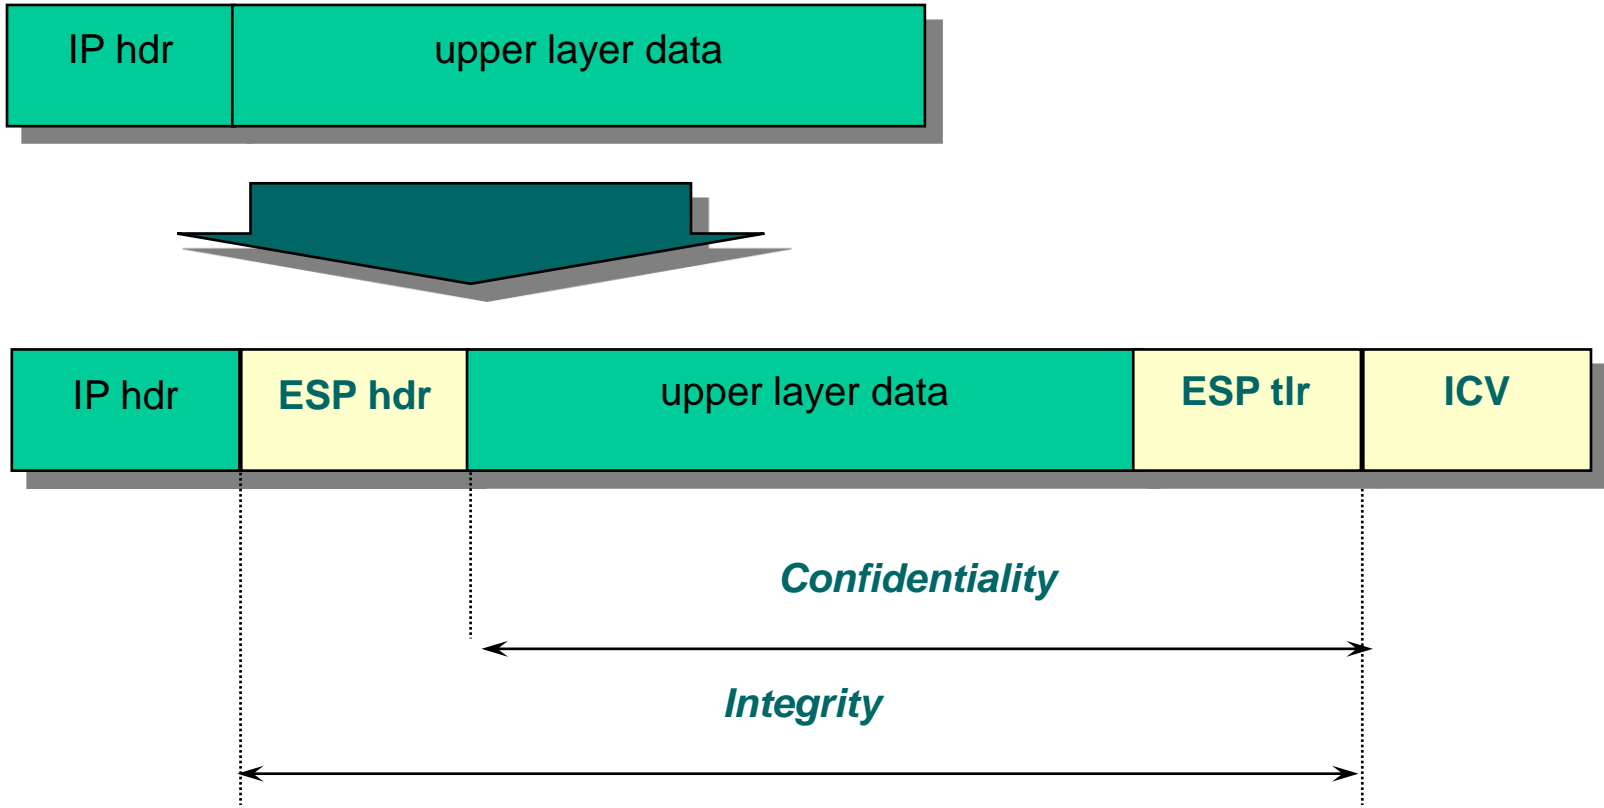 IP hdr upper layer data
IP hdr ESP hdr upper layer data ESP tlr ICV
Confidentiality
Integrity